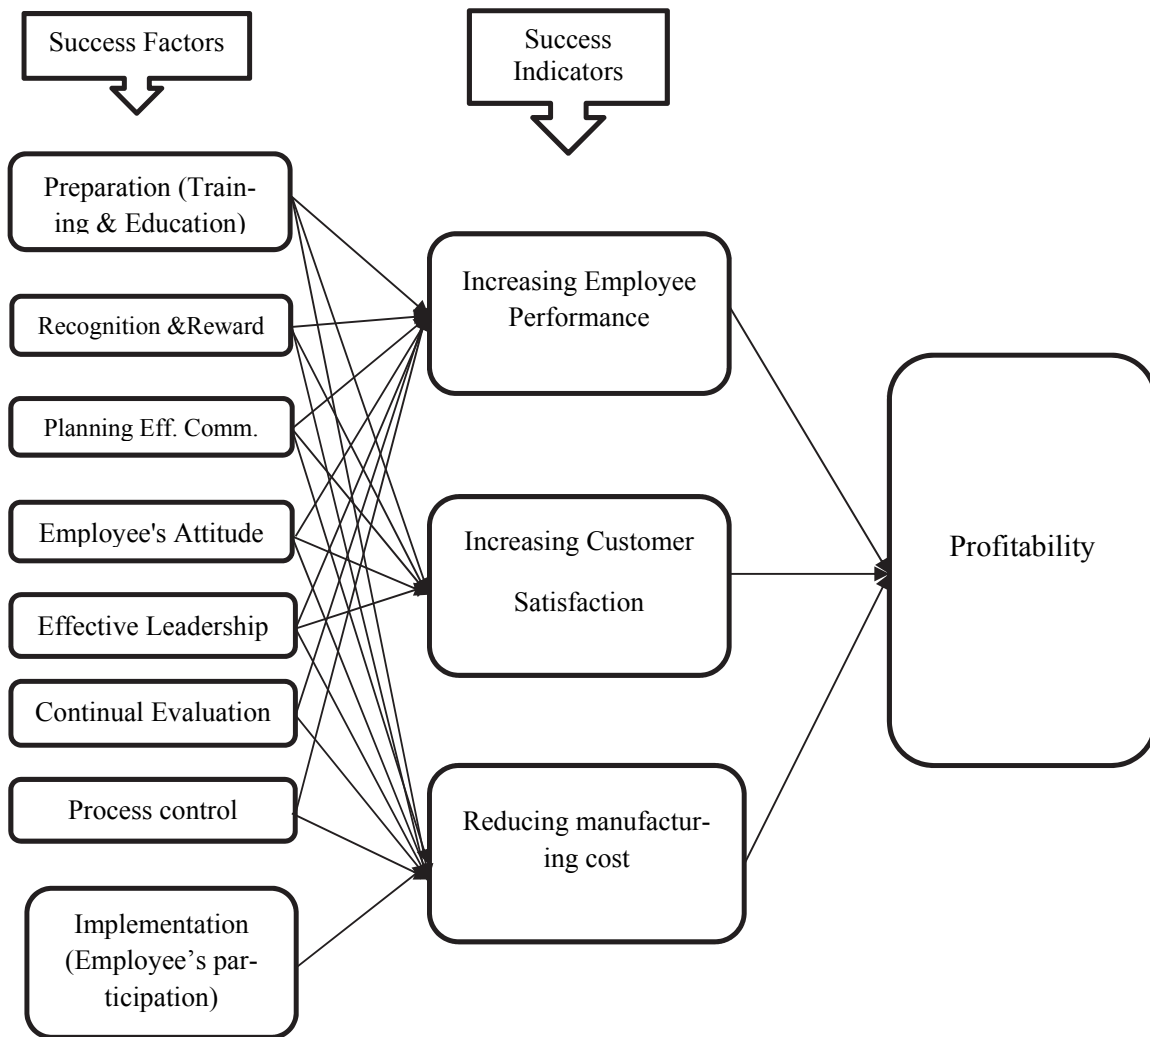 Success Factors
Success
Indicators
Preparation (Train-
ing & Education)
Recognition &Reward
Planning Eff. Comm.
Employee's Attitude
Effective Leadership
Continual Evaluation
Process control
Implementation
(Employee’s par-
ticipation)
Increasing Employee
Performance
Increasing Customer
Satisfaction
Reducing manufactur-
ing cost
Profitability